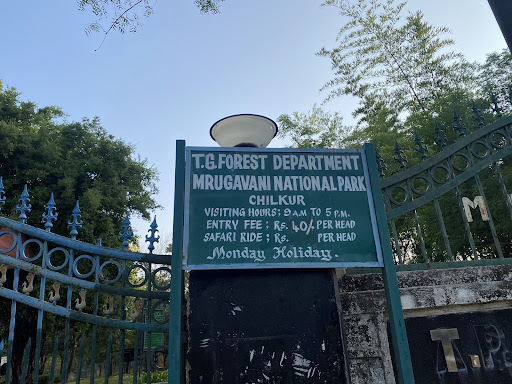 T.G. FOREST DEPARTMENT
MRUGAVANI NATIONAL PARK
CHILKUR
VISITING HOURS: 9 A.M TO 5 P.M.
ENTRY FEE : RS. 40/- PER HEAD
SAFARI RIDE : RS. PER HEAD
Monday Holiday.
M
T.P